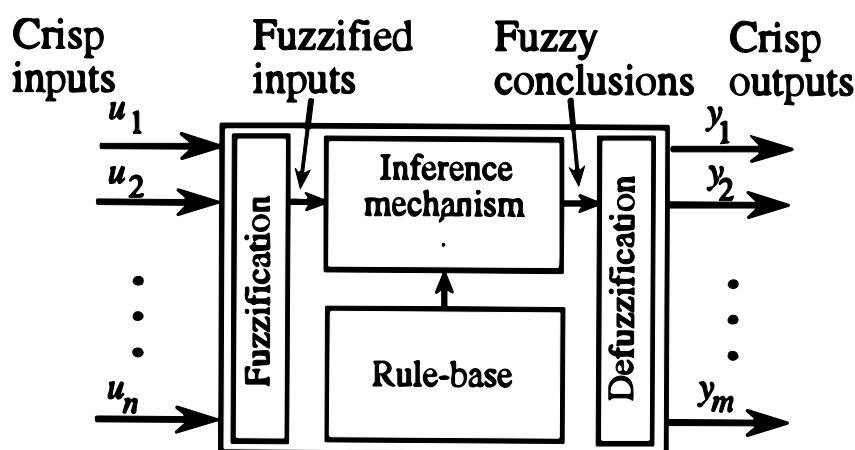 Crisp
inputs
Fuzzified
inputs
Fuzzy
conclusions
Crisp
outputs
u1
u2
un
Fuzzification
Inference
mechanism
Rule-base
Defuzzification
y1
y2
ym